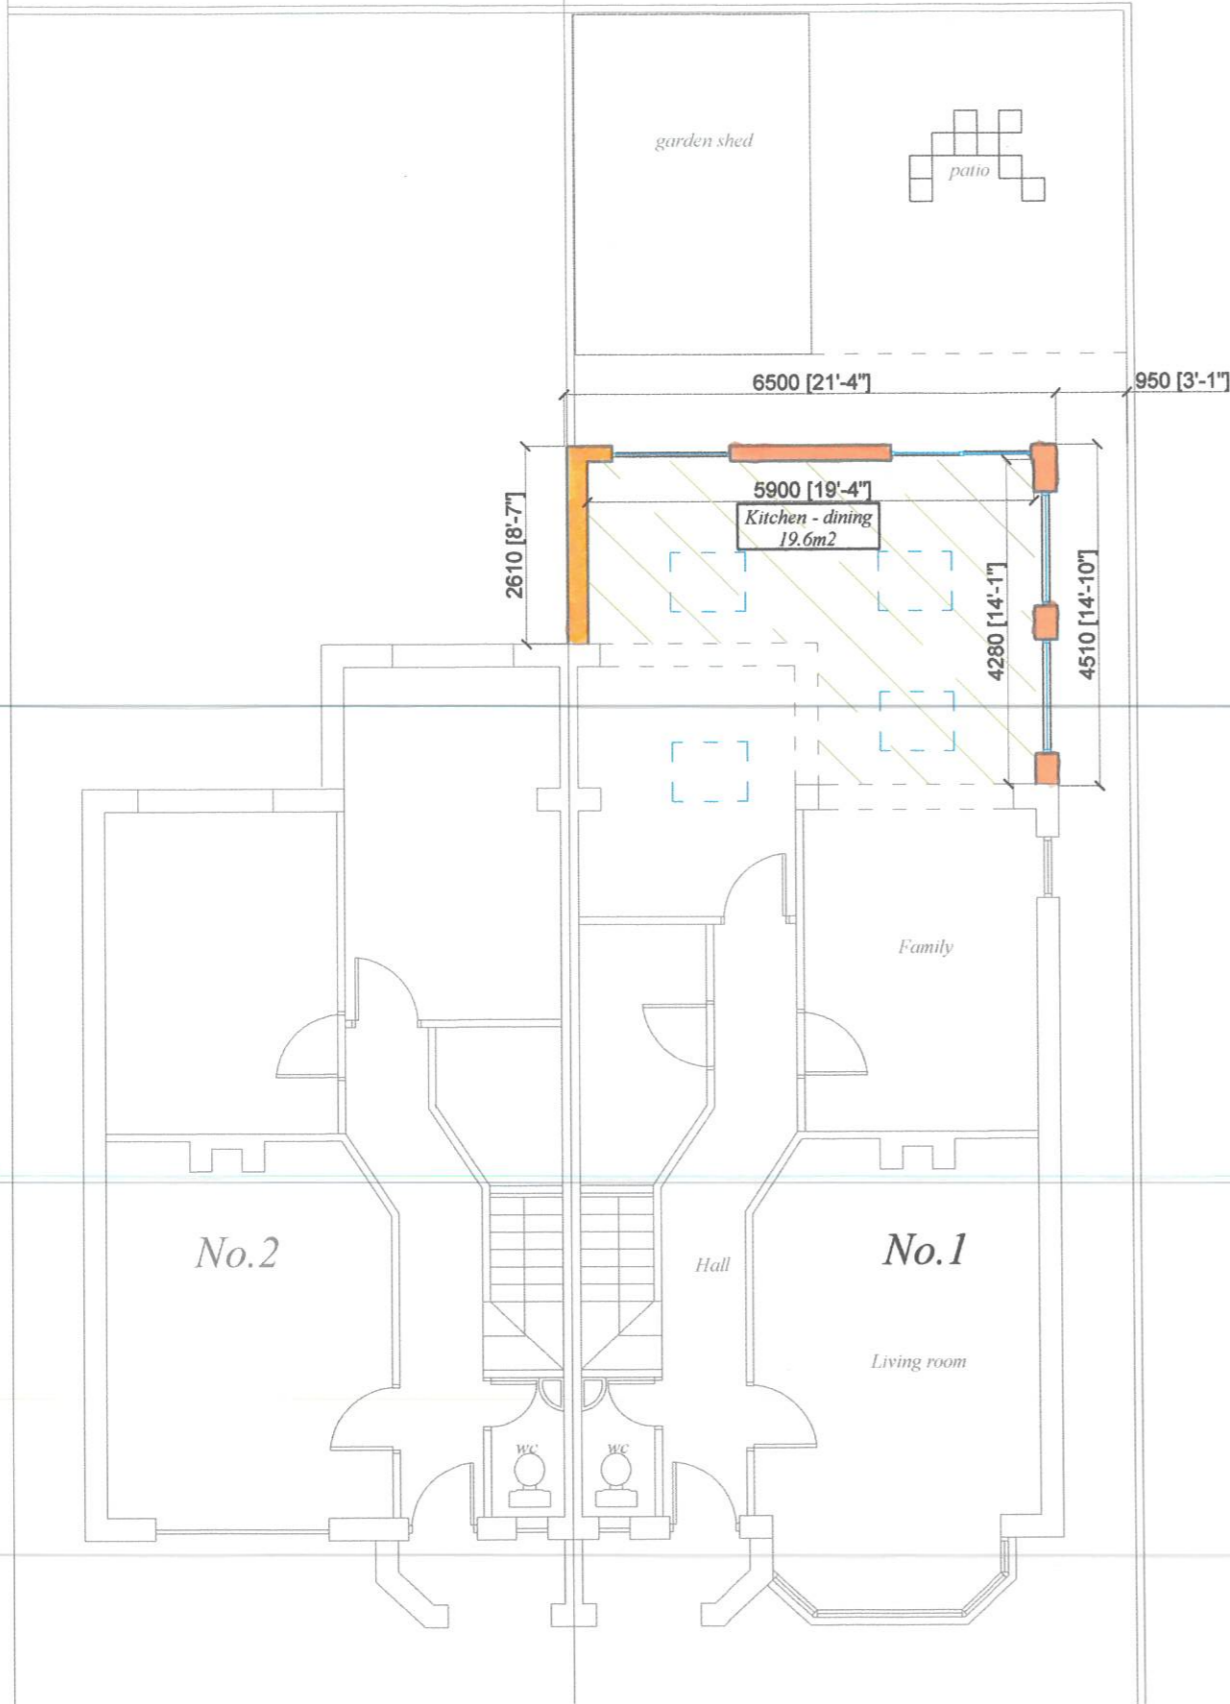 garden shed
patio
6500 [21'-4"]
950 [3'-1"]
2610 [8'-7"]
5900 [19'-4"]
Kitchen - dining
19.6m2
4280 [14'-1"]
4510 [14'-10"]
Family
No.2
Hall
No.1
Living room
wc
wc